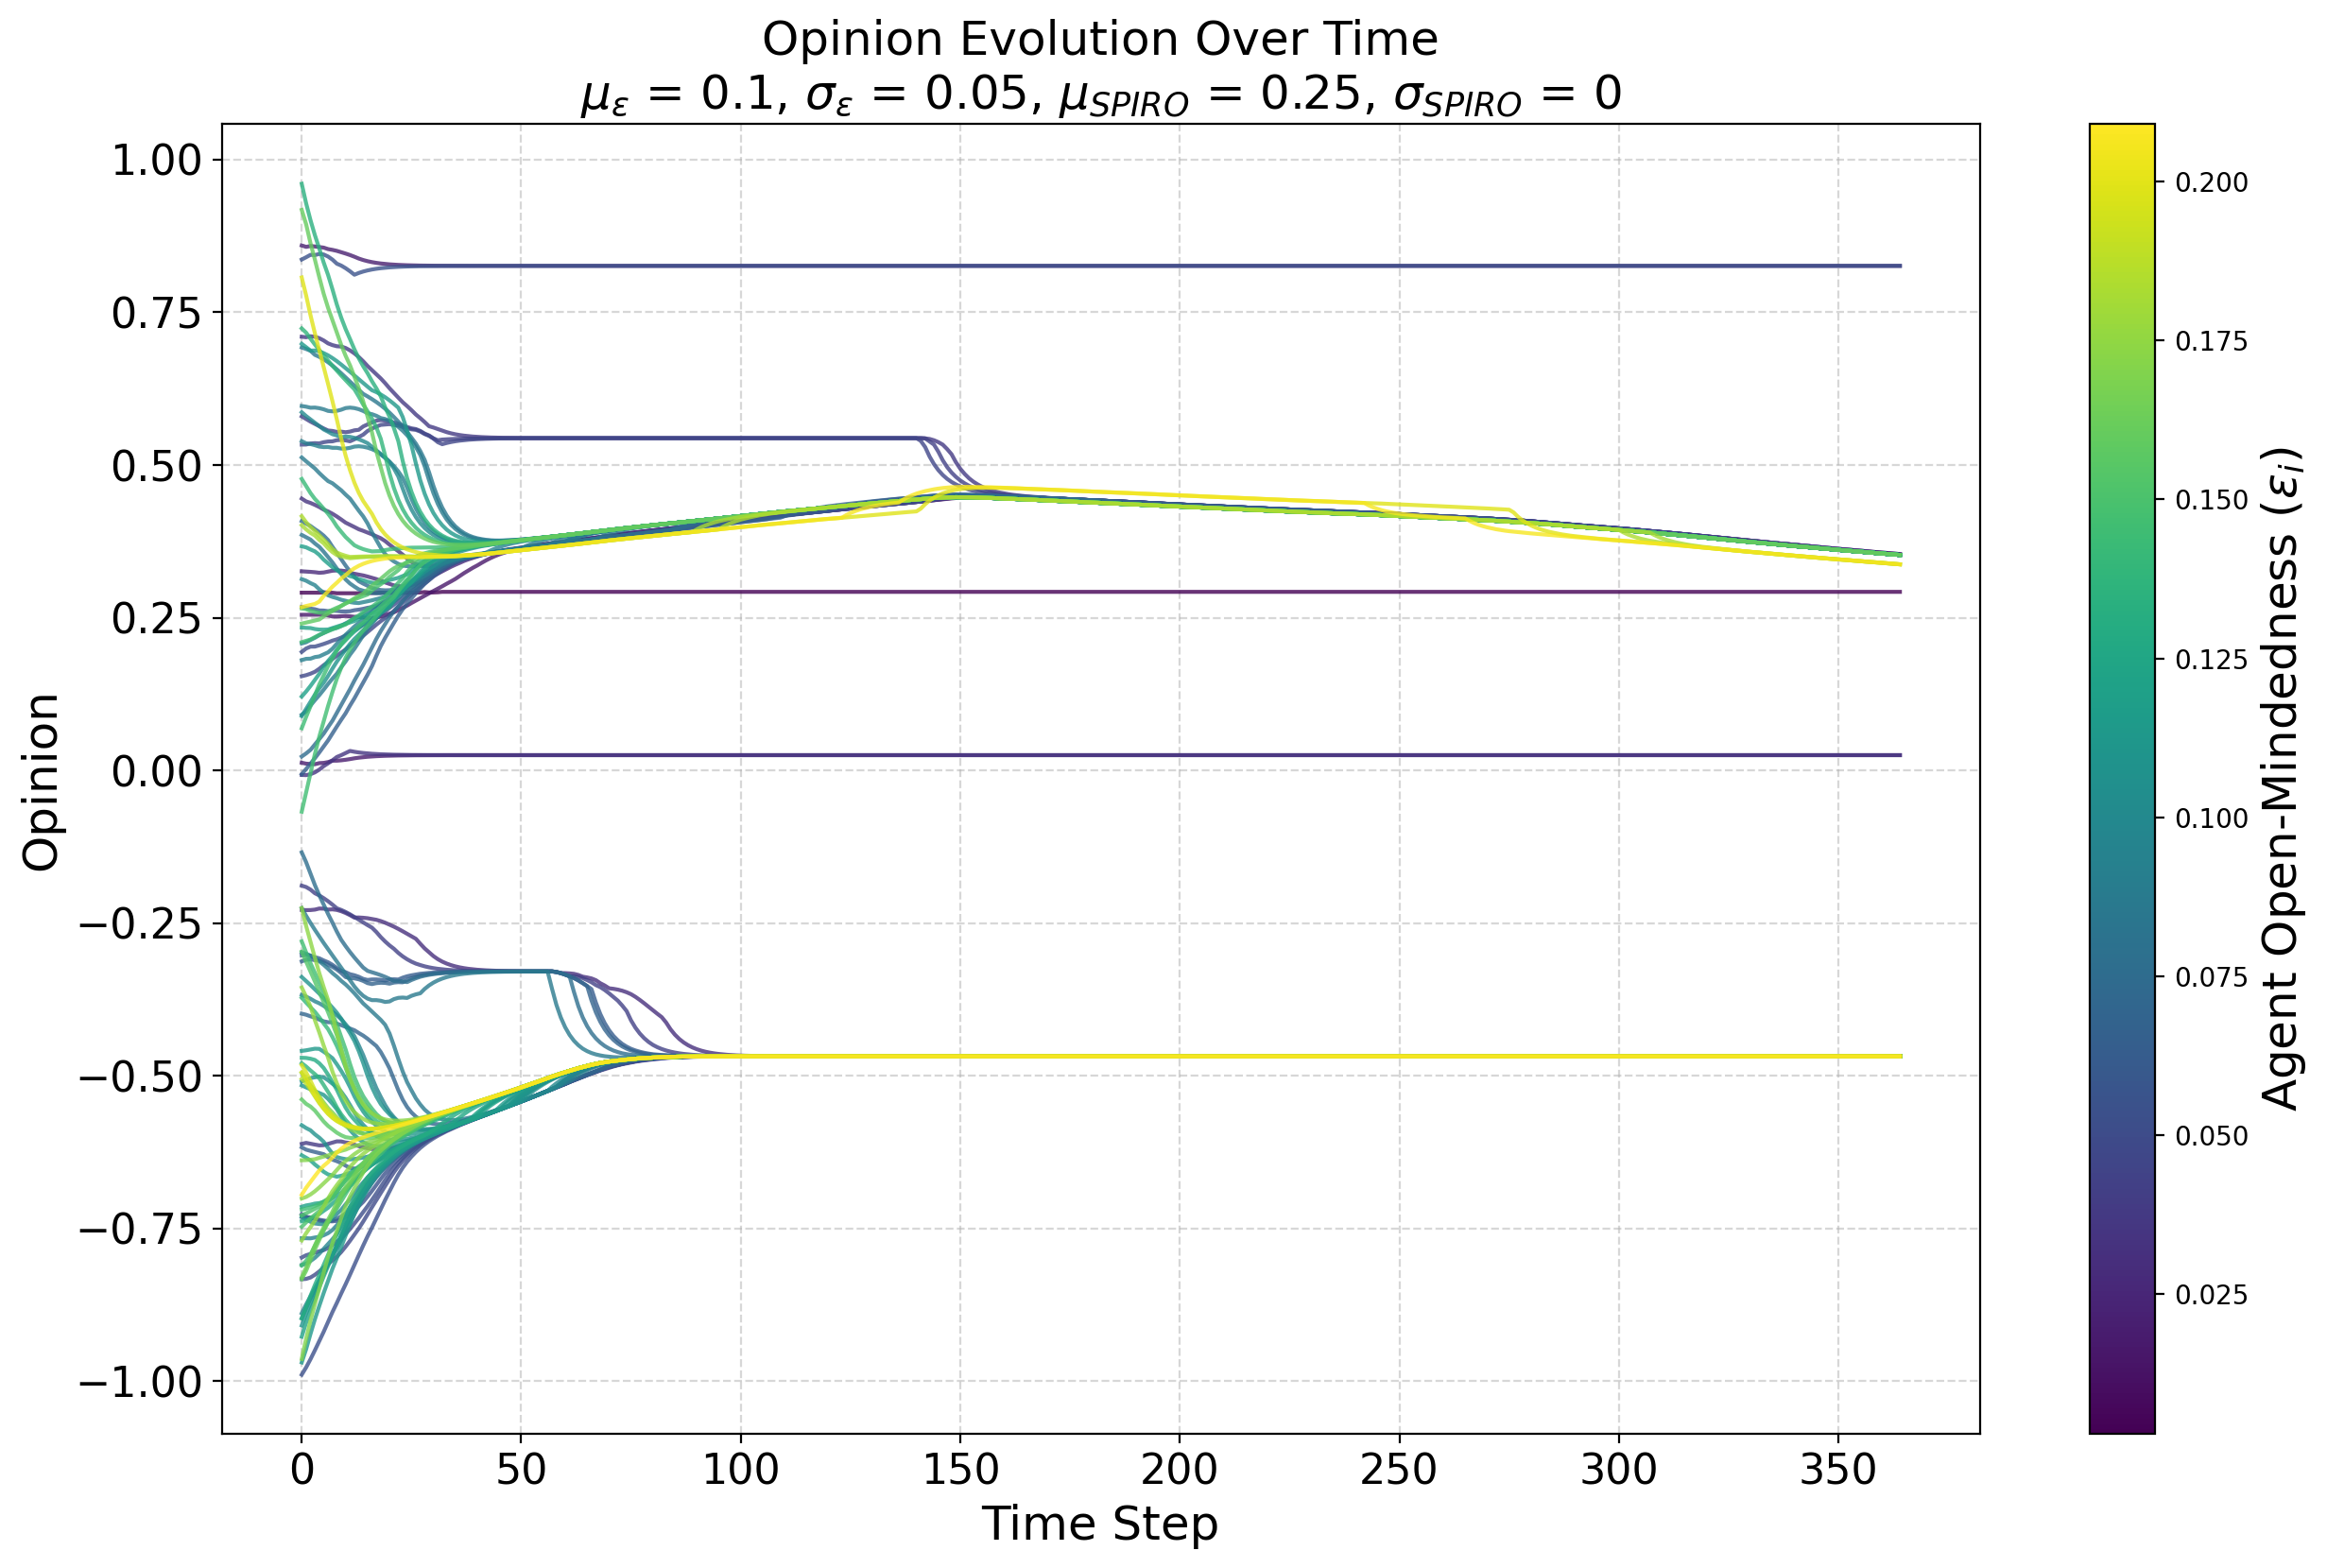 Opinion Evolution Over Time
μ_ε = 0.1, σ_ε = 0.05, μ_SPIRO = 0.25, σ_SPIRO = 0
Opinion
1.00
0.75
0.50
0.25
0.00
−0.25
−0.50
−0.75
−1.00
0 50 100 150 200 250 300 350
Time Step
0.200
0.175
0.150
0.125
0.100
0.075
0.050
0.025
Agent Open-Mindedness (ε_i)